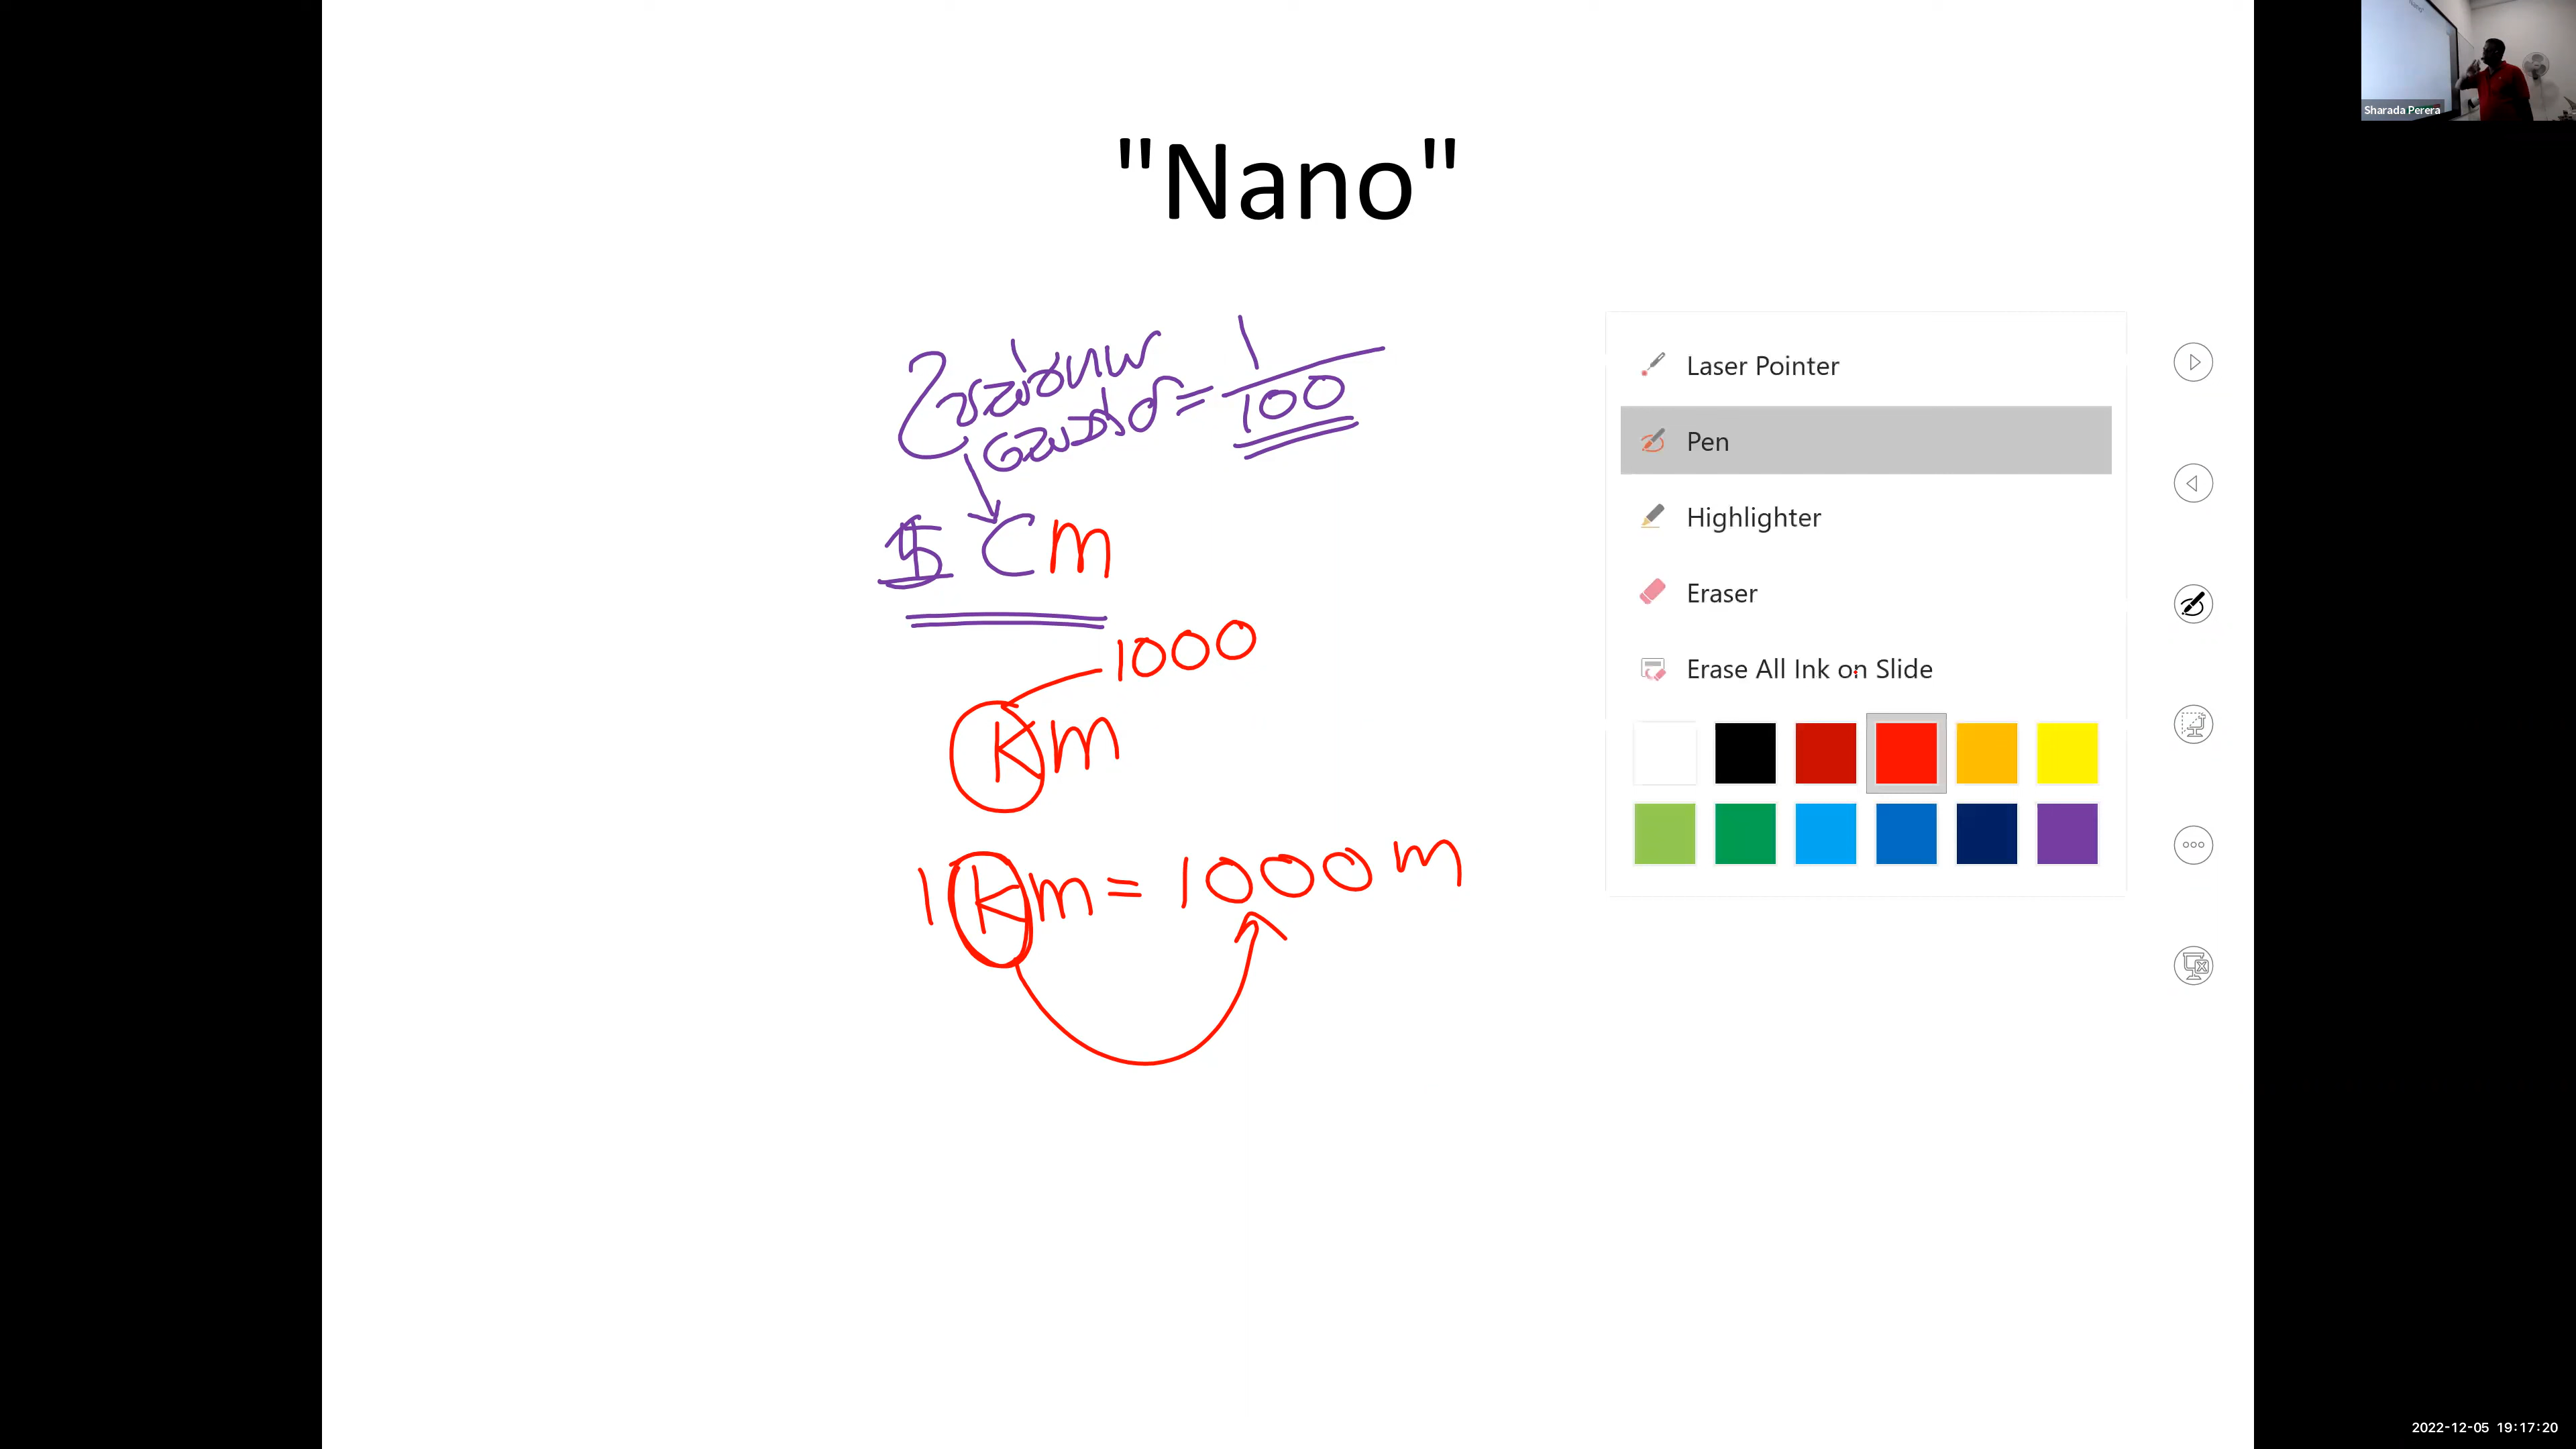 "Nano"
= 1
100
$ Cm
1000
Km
1 Km = 1000 m
Laser Pointer
Pen
Highlighter
Eraser
Erase All Ink on Slide
Sharada Perera
2022-12-05 19:17:20